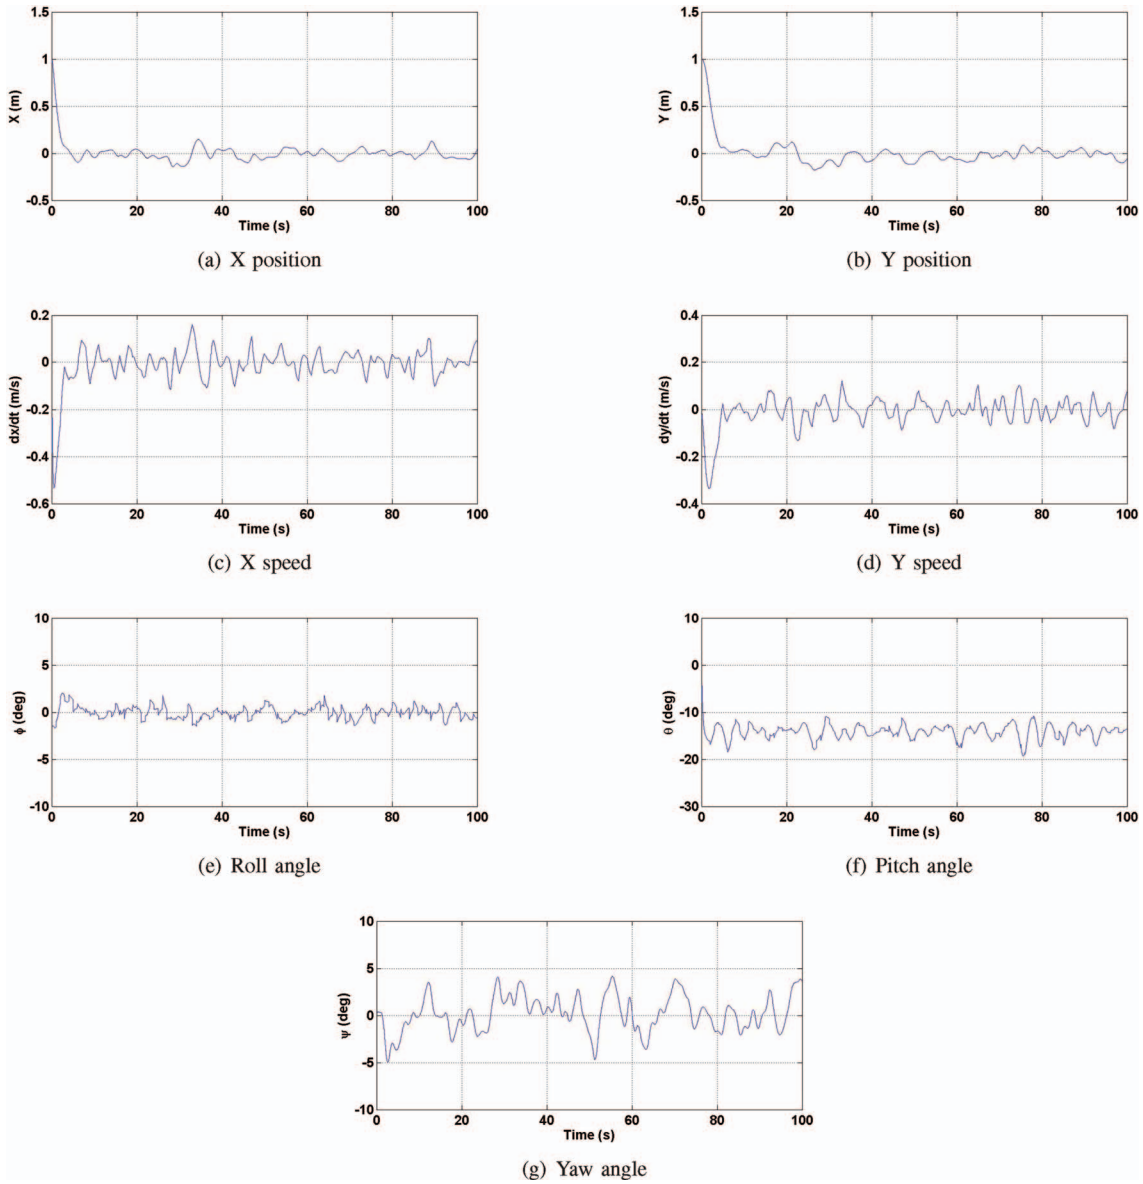 1.5
1
0.5
0
-0.5
X (m)
0 20 40 60 80 100
Time (s)
(a) X position
1.5
1
0.5
0
-0.5
Y (m)
0 20 40 60 80 100
Time (s)
(b) Y position
0.2
0
-0.2
-0.4
-0.6
dx/dt (m/s)
0 20 40 60 80 100
Time (s)
(c) X speed
0.4
0.2
0
-0.2
-0.4
dy/dt (m/s)
0 20 40 60 80 100
Time (s)
(d) Y speed
10
5
0
-5
-10
ϕ (deg)
0 20 40 60 80 100
Time (s)
(e) Roll angle
10
0
-10
-20
-30
θ (deg)
0 20 40 60 80 100
Time (s)
(f) Pitch angle
10
5
0
-5
-10
ψ (deg)
0 20 40 60 80 100
Time (s)
(g) Yaw angle